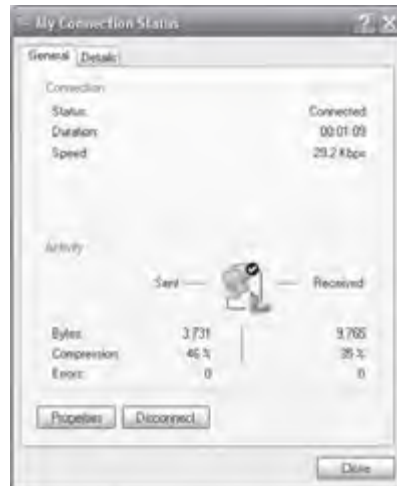 My Connection Status
General Details
Connection
Status: Connected
Duration: 00:01:09
Speed: 29.2 Kbps
Activity
Sent Received
Bytes: 3,731 9,765
Compression: 46 % 35 %
Errors: 0 0
Properties Disconnect
Close